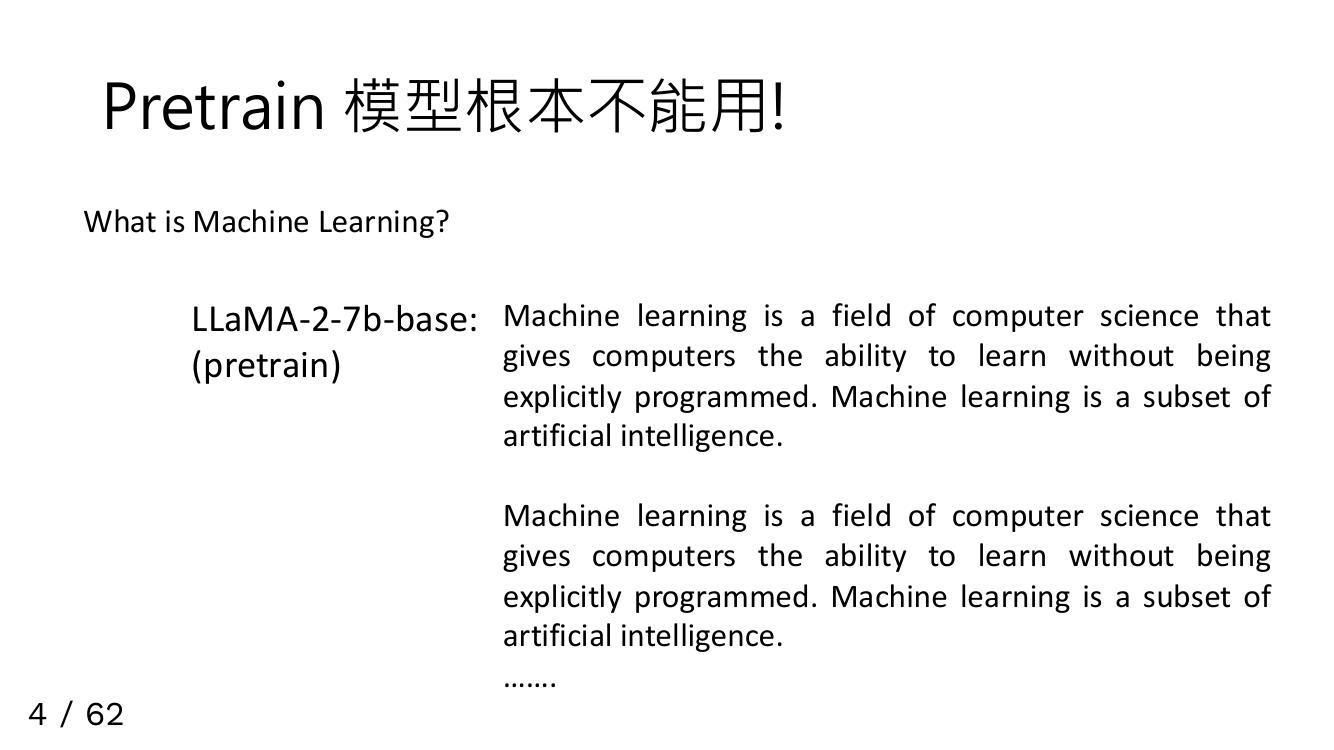 Pretrain 模型根本不能用!
What is Machine Learning?
LLaMA-2-7b-base:
(pretrain)
Machine learning is a field of computer science that
gives computers the ability to learn without being
explicitly programmed. Machine learning is a subset of
artificial intelligence.
Machine learning is a field of computer science that
gives computers the ability to learn without being
explicitly programmed. Machine learning is a subset of
artificial intelligence.
…….
4 / 62